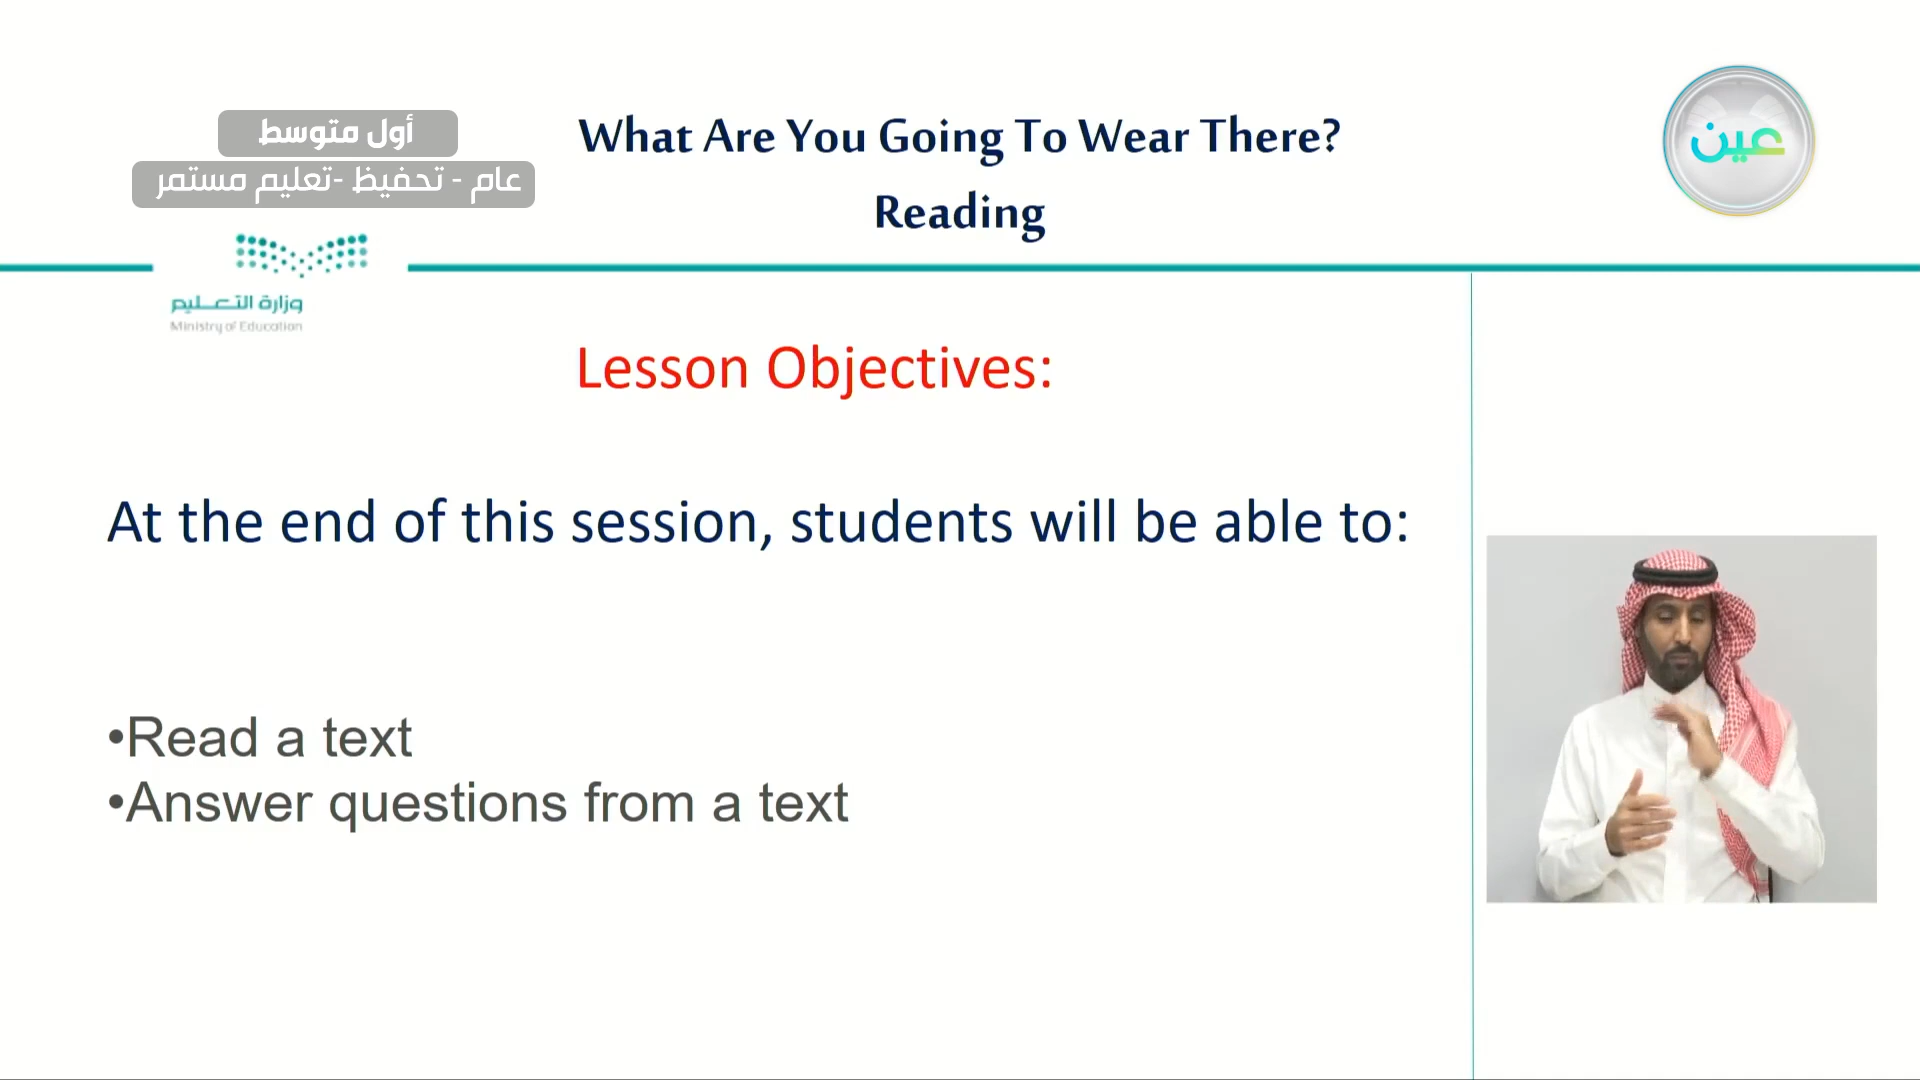 أول متوسط
عام - تحفيظ -تعليم مستمر
What Are You Going To Wear There?
Reading
عين
وزارة التعليم
Ministry of Education
Lesson Objectives:
At the end of this session, students will be able to:
•Read a text
•Answer questions from a text